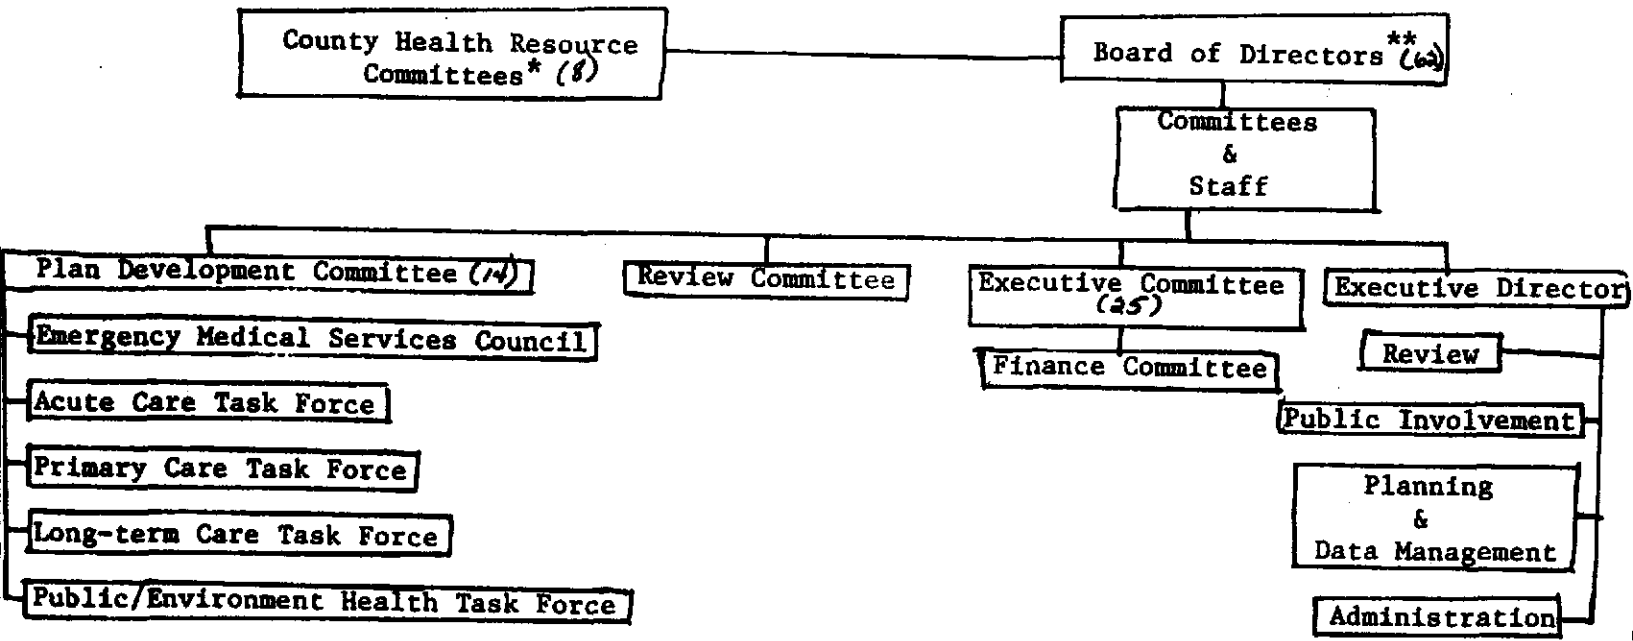 County Health Resource
Committees* (8)
Board of Directors** (62)
Committees
&
Staff
Plan Development Committee (14)
Review Committee
Executive Committee
(25)
Executive Director
Emergency Medical Services Council
Finance Committee
Review
Acute Care Task Force
Public Involvement
Primary Care Task Force
Planning
&
Data Management
Long-term Care Task Force
Public/Environment Health Task Force
Administration